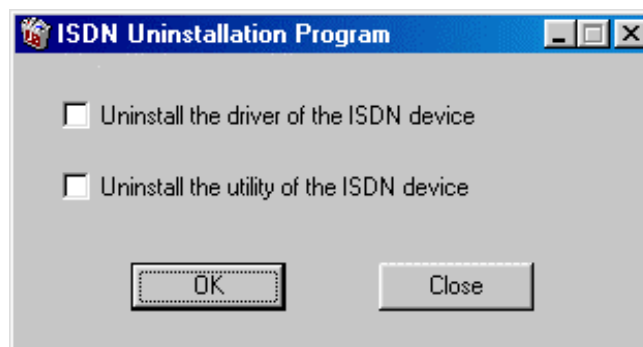 ISDN Uninstallation Program
Uninstall the driver of the ISDN device
Uninstall the utility of the ISDN device
OK
Close